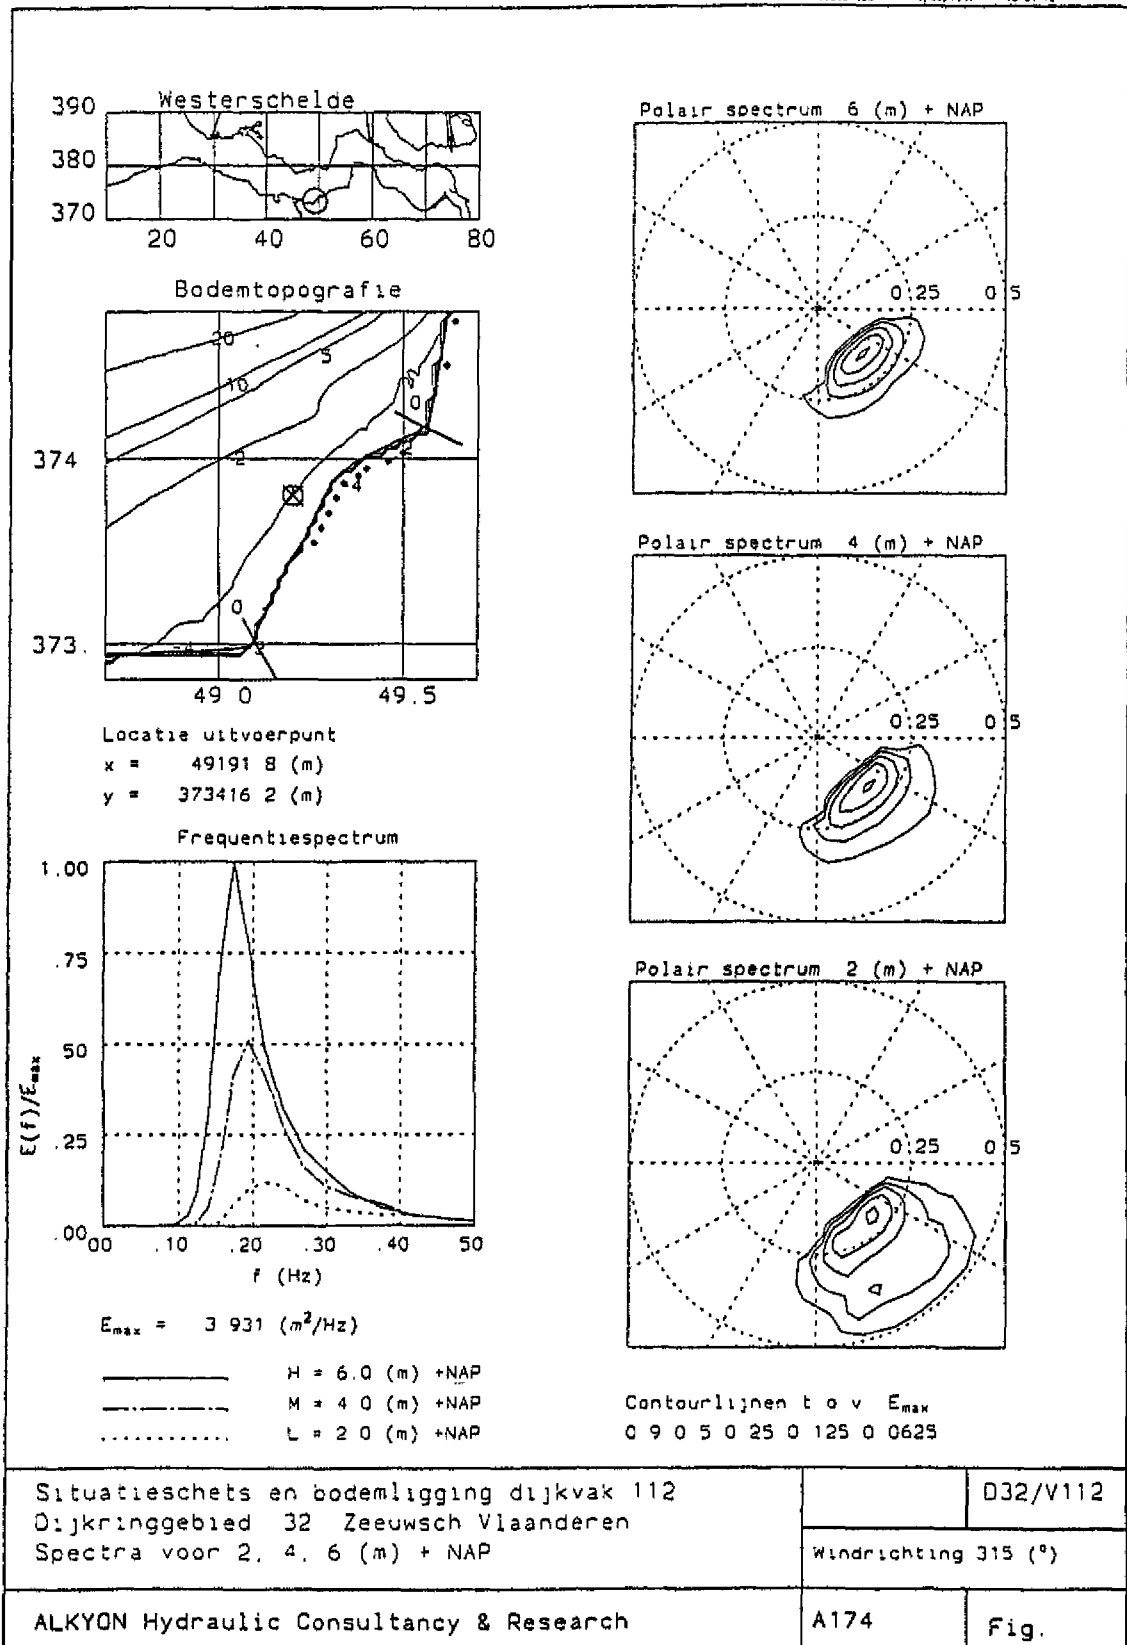 Westerschelde
390
380
370
20 40 60 80
Bodemtopografie
20
5
10
0
2
374
4
0
373.
49 0 49.5
Locatie uitvoerpunt
x = 49191 8 (m)
y = 373416 2 (m)
Frequentiespectrum
1.00
.75
50
.25
.00
E(f)/Emax
00 .10 .20 .30 .40 50
f (Hz)
Emax = 3 931 (m²/Hz)
H = 6.0 (m) +NAP
M = 4 0 (m) +NAP
L = 2 0 (m) +NAP
Polair spectrum 6 (m) + NAP
0.25 0 5
Polair spectrum 4 (m) + NAP
0.25 0 5
Polair spectrum 2 (m) + NAP
0.25 0 5
Contourlijnen t o v Emax
0 9 0 5 0 25 0 125 0 0625
Situatieschets en bodemligging dijkvak 112
Dijkringgebied 32 Zeeuwsch Vlaanderen
Spectra voor 2, 4, 6 (m) + NAP
D32/V112
Windrichting 315 (°)
ALKYON Hydraulic Consultancy & Research
A174
Fig.